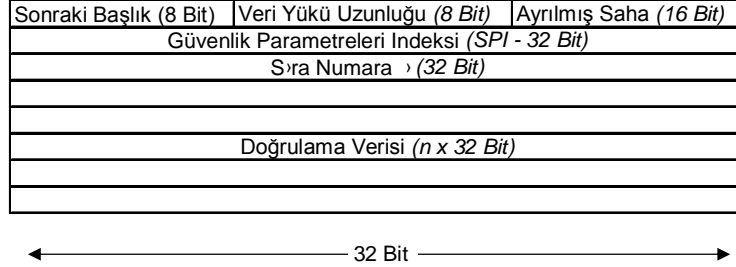 Sonraki Başlık (8 Bit) Veri Yükü Uzunluğu (8 Bit) Ayrılmış Saha (16 Bit)
Güvenlik Parametreleri Indeksi (SPI - 32 Bit)
S›ra Numara › (32 Bit)
Doğrulama Verisi (n x 32 Bit)
32 Bit